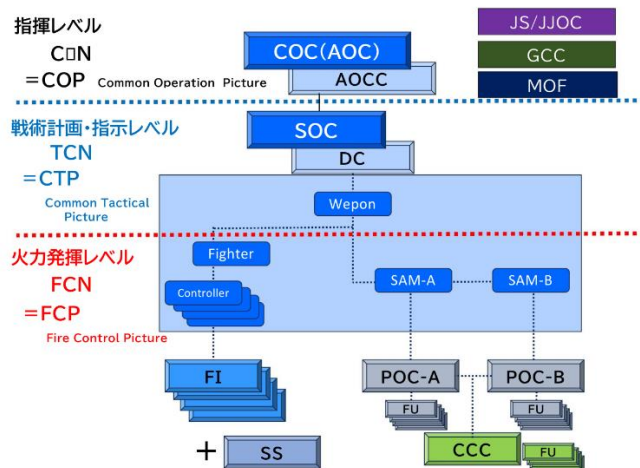 指揮レベル
C□N
=COP Common Operation Picture
COC(AOC)
AOCC
JS/JJOC
GCC
MOF
戦術計画・指示レベル
TCN
=CTP
Common Tactical
Picture
SOC
DC
Wepon
火力発揮レベル
FCN
=FCP
Fire Control Picture
Fighter
Controller
SAM-A
SAM-B
FI
POC-A
POC-B
FU
FU
+
SS
CCC
FU